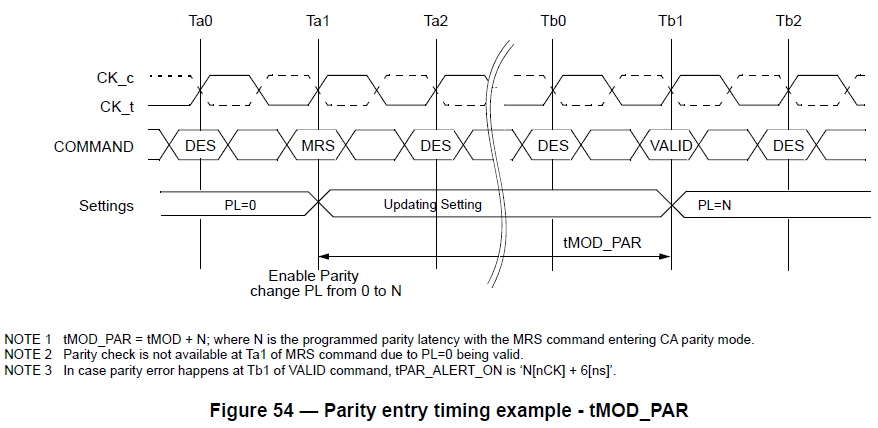 Ta0 Ta1 Ta2 Tb0 Tb1 Tb2
CK_c
CK_t
COMMAND DES MRS DES DES VALID DES
Settings PL=0 Updating Setting PL=N
tMOD_PAR
Enable Parity
change PL from 0 to N
NOTE 1 tMOD_PAR = tMOD + N; where N is the programmed parity latency with the MRS command entering CA parity mode.
NOTE 2 Parity check is not available at Ta1 of MRS command due to PL=0 being valid.
NOTE 3 In case parity error happens at Tb1 of VALID command, tPAR_ALERT_ON is ‘N[nCK] + 6[ns]’.
Figure 54 — Parity entry timing example - tMOD_PAR